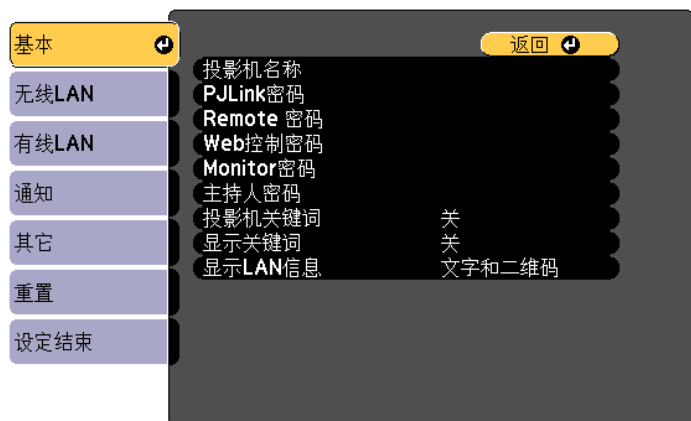 基本
无线LAN
有线LAN
通知
其它
重置
设定结束
返回
投影机名称
PJLink密码
Remote 密码
Web控制密码
Monitor密码
主持人密码
投影机关键词 关
显示关键词 关
显示LAN信息 文字和二维码